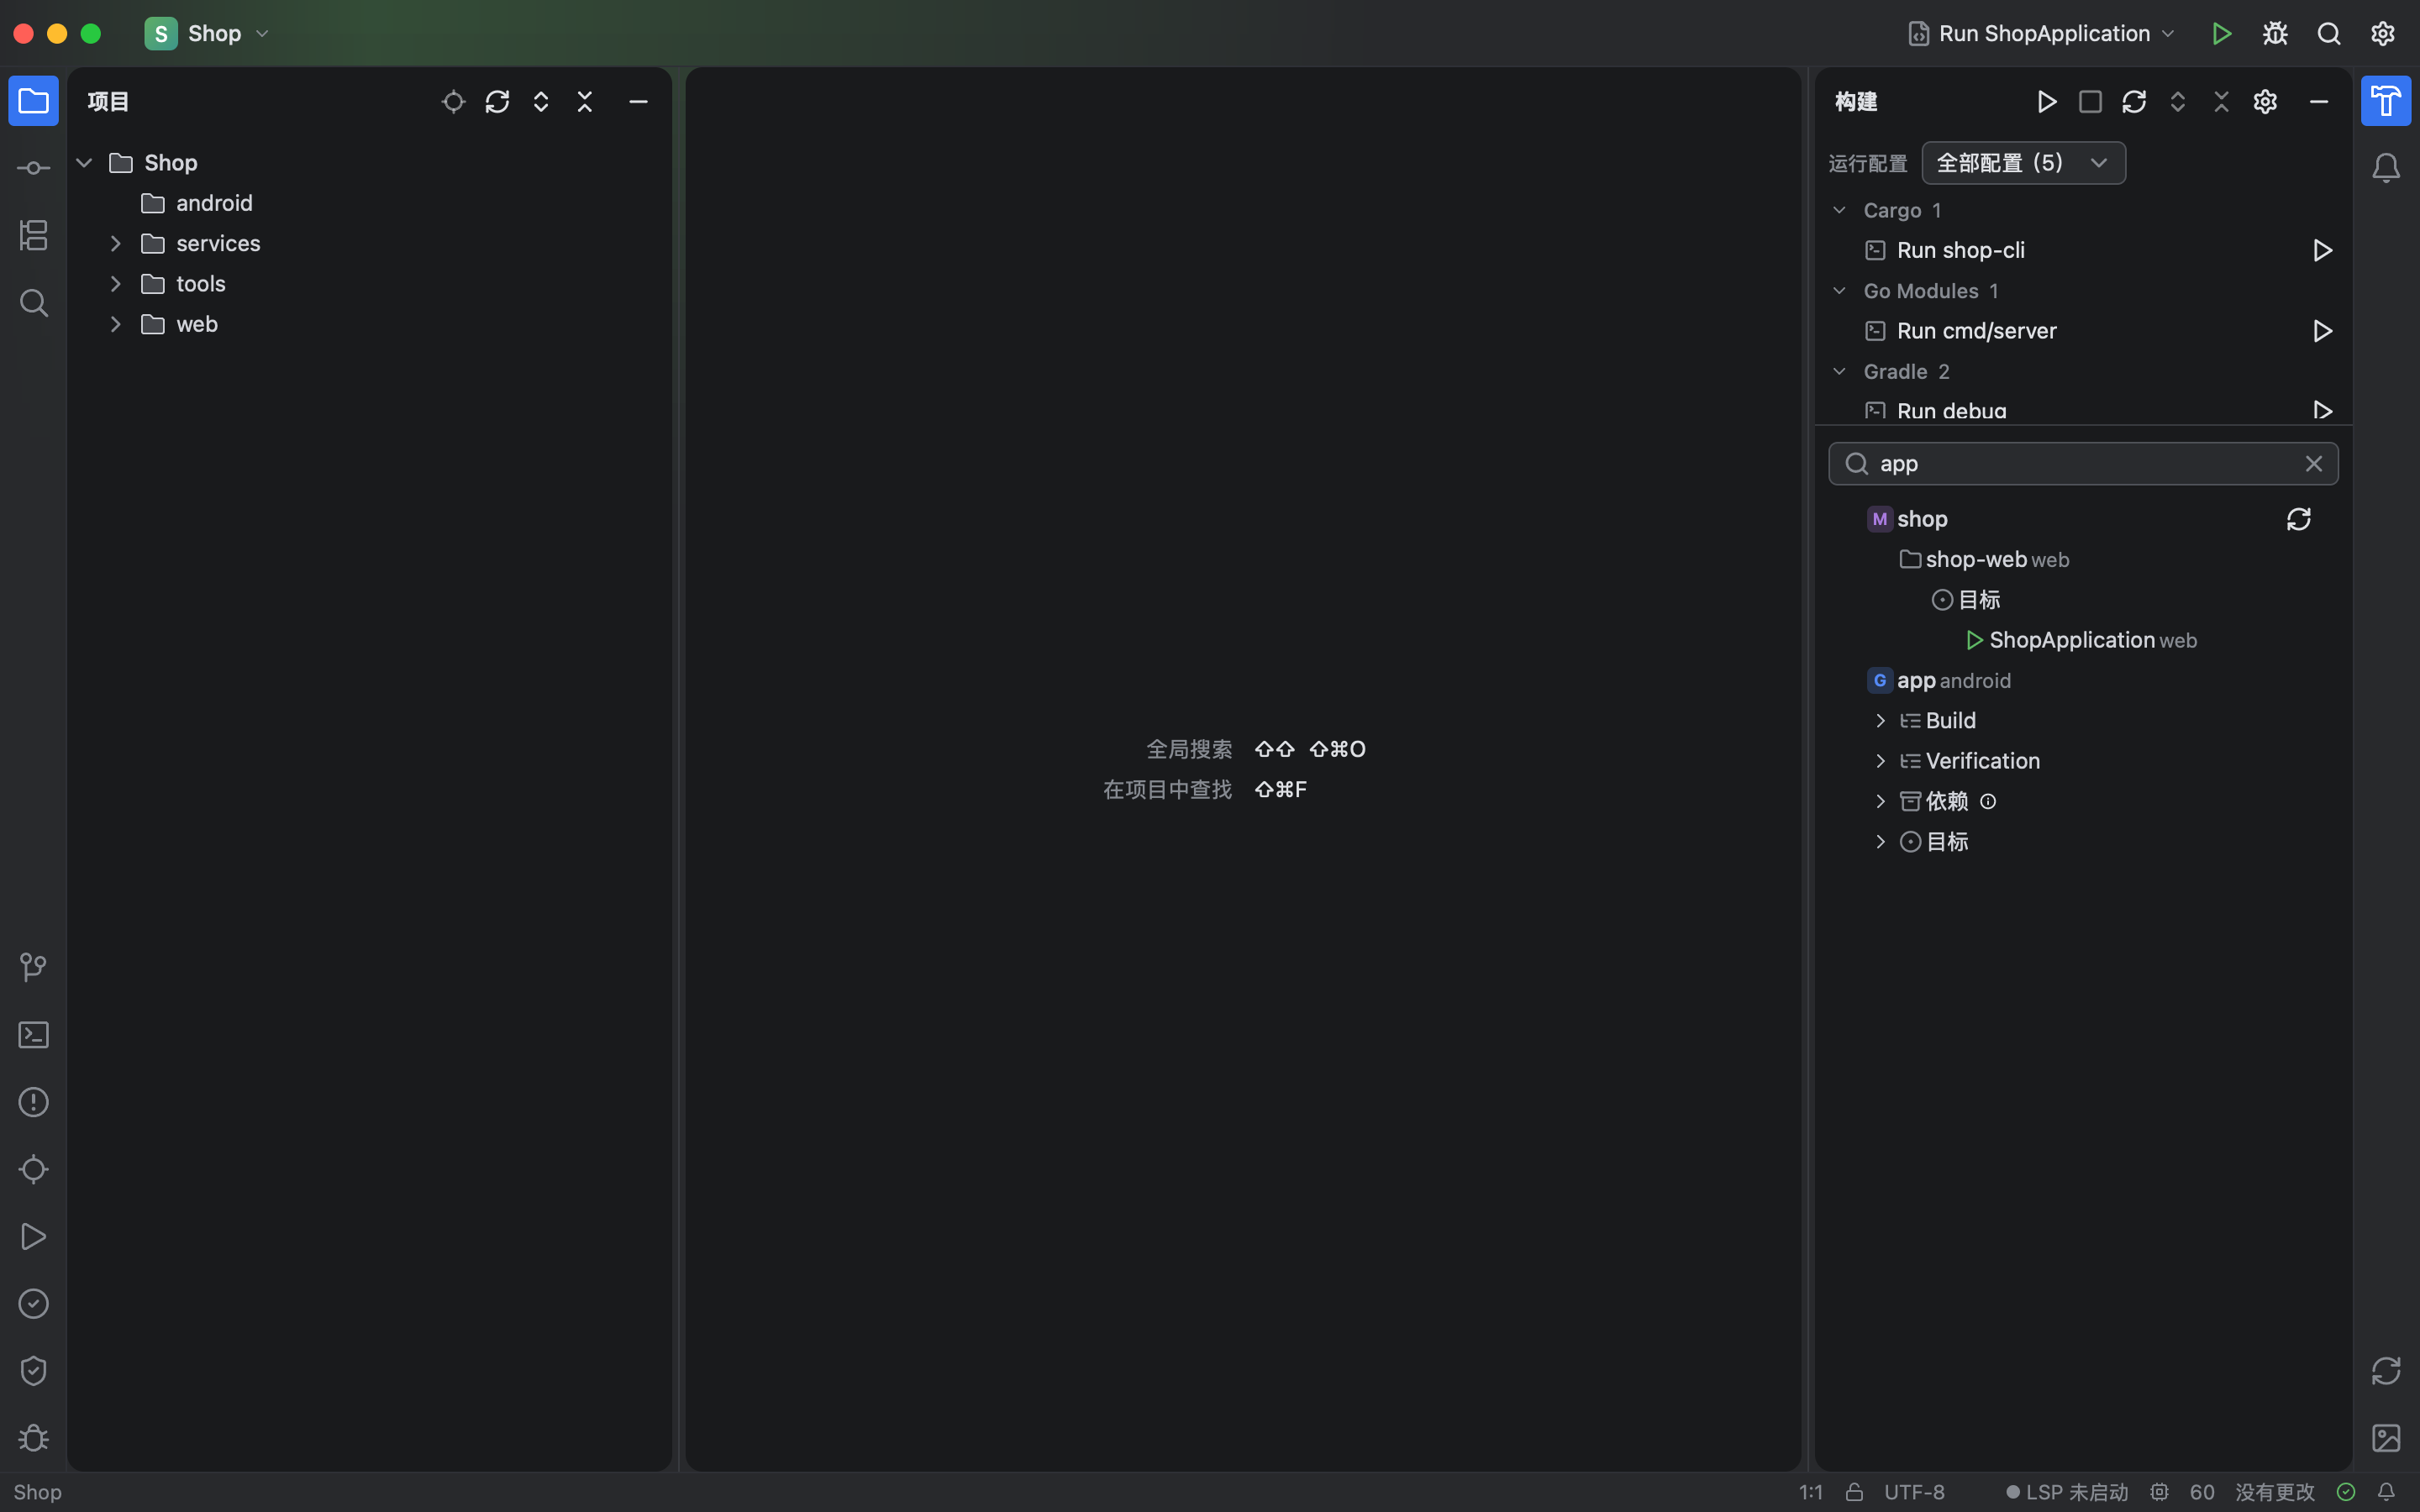 S Shop
Run ShopApplication
项目
Shop
android
services
tools
web
全局搜索 ⇧⇧ ⇧⌘O
在项目中查找 ⇧⌘F
构建
运行配置 全部配置 (5)
Cargo 1
Run shop-cli
Go Modules 1
Run cmd/server
Gradle 2
Run debug
app
M shop
shop-web web
目标
ShopApplication web
G app android
Build
Verification
依赖
目标
Shop
1:1 UTF-8 LSP 未启动 60 没有更改